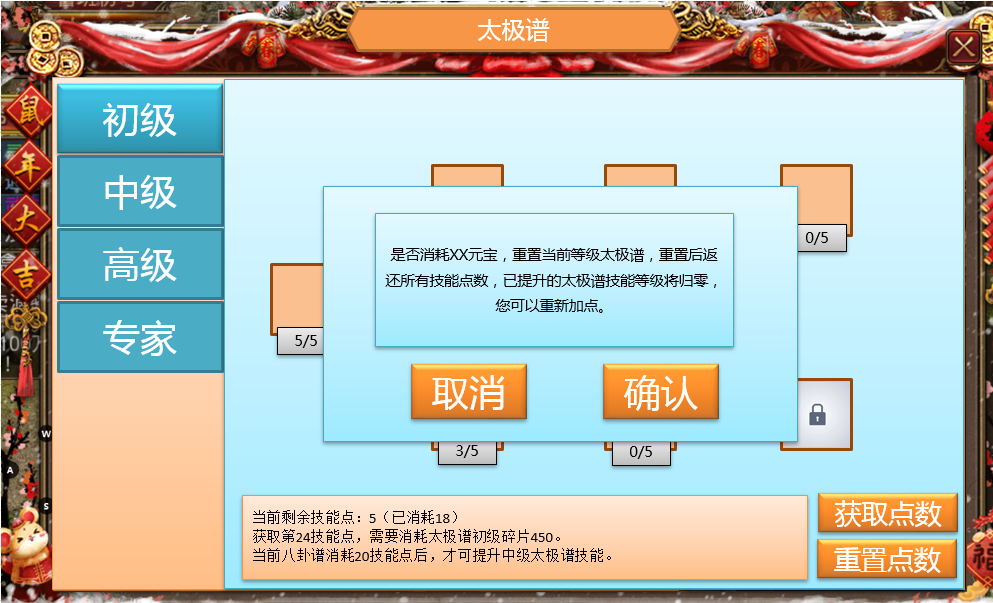 太极谱
鼠
年
大
吉
初级
中级
高级
专家
0/5
5/5
是否消耗XX元宝，重置当前等级太极谱，重置后返
还所有技能点数，已提升的太极谱技能等级将归零，
您可以重新加点。
取消
确认
3/5
0/5
W
A
S
当前剩余技能点：5（已消耗18）
获取第24技能点，需要消耗太极谱初级碎片450。
当前八卦谱消耗20技能点后，才可提升中级太极谱技能。
获取点数
重置点数
福